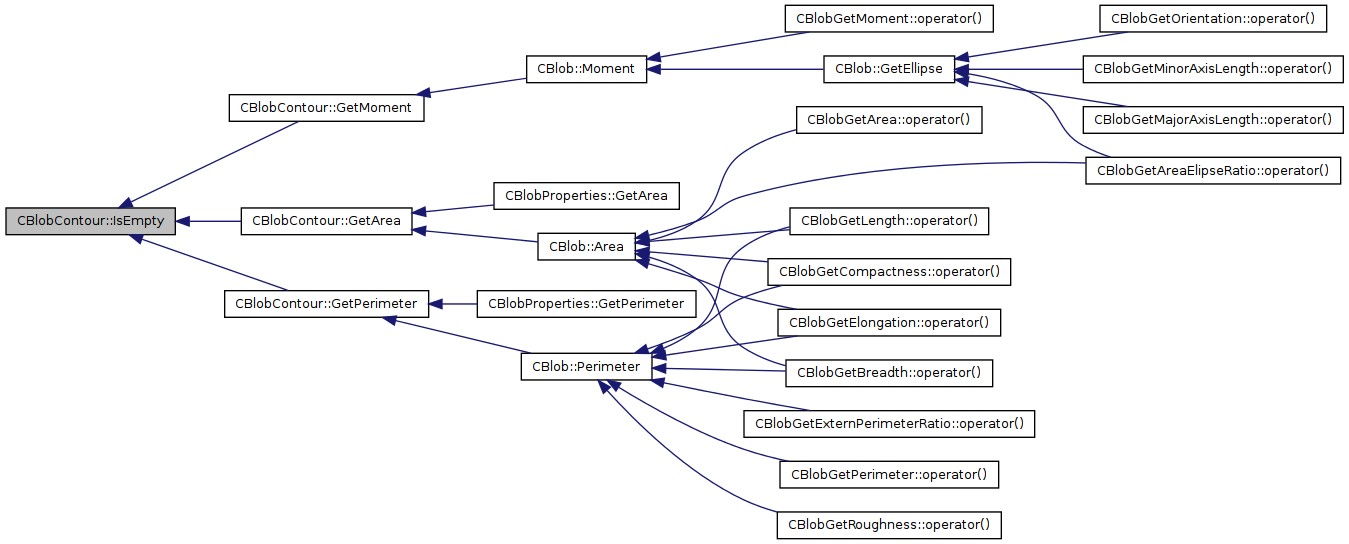 CBlobGetMoment::operator()
CBlobGetOrientation::operator()
CBlob::Moment
CBlob::GetEllipse
CBlobGetMinorAxisLength::operator()
CBlobContour::GetMoment
CBlobGetArea::operator()
CBlobGetMajorAxisLength::operator()
CBlobGetAreaElipseRatio::operator()
CBlobProperties::GetArea
CBlobContour::IsEmpty
CBlobContour::GetArea
CBlobGetLength::operator()
CBlob::Area
CBlobGetCompactness::operator()
CBlobContour::GetPerimeter
CBlobProperties::GetPerimeter
CBlobGetElongation::operator()
CBlob::Perimeter
CBlobGetBreadth::operator()
CBlobGetExternPerimeterRatio::operator()
CBlobGetPerimeter::operator()
CBlobGetRoughness::operator()